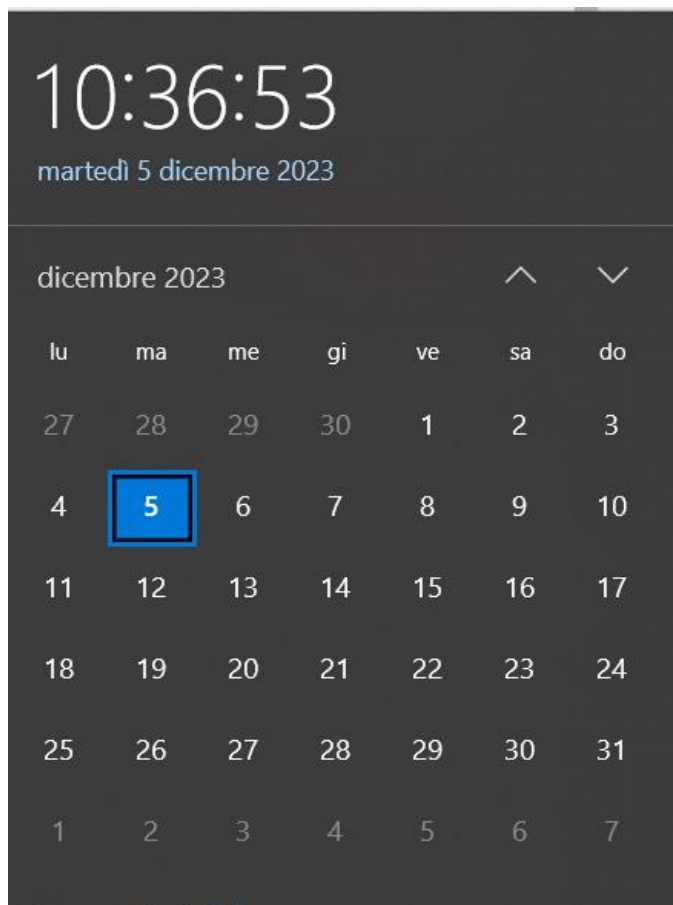 10:36:53
martedì 5 dicembre 2023
dicembre 2023
lu ma me gi ve sa do
27 28 29 30 1 2 3
4 5 6 7 8 9 10
11 12 13 14 15 16 17
18 19 20 21 22 23 24
25 26 27 28 29 30 31
1 2 3 4 5 6 7